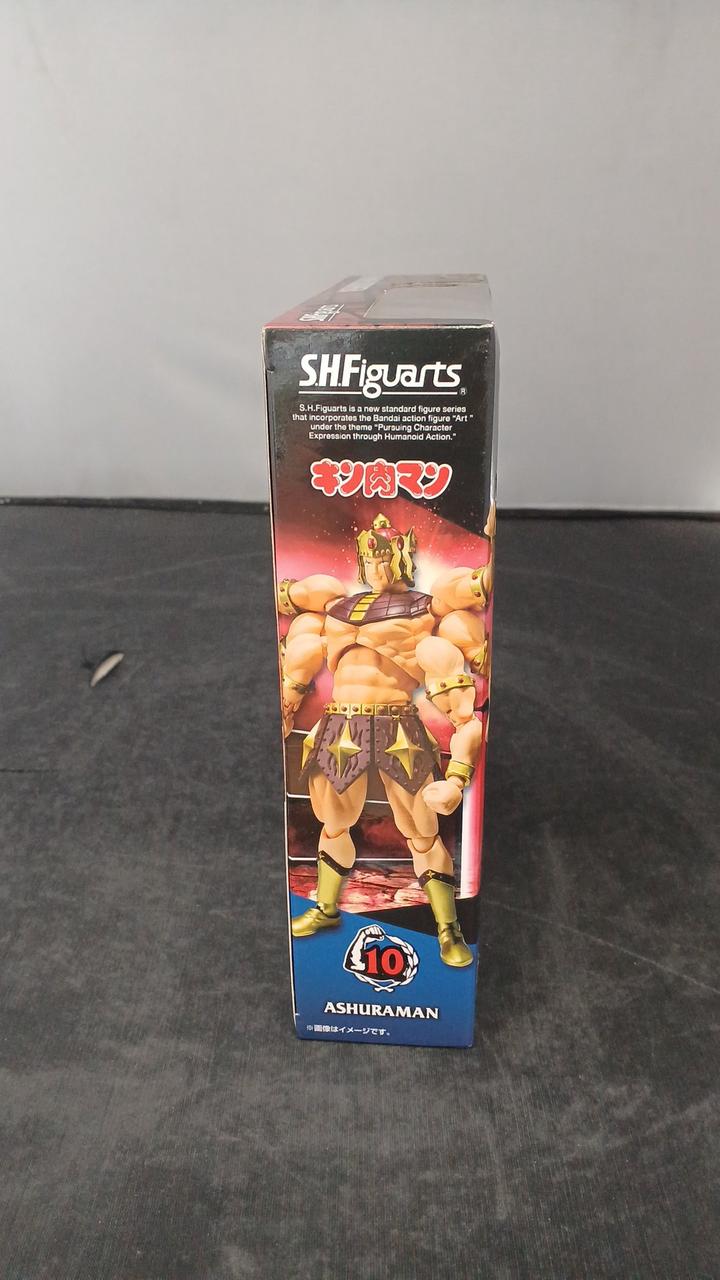 S.H.Figuarts
S.H.Figuarts is a new standard figure series
that incorporates the Bandai action figure "Art "
under the theme "Pursuing Character
Expression through Humanoid Action."
キン肉マン
10
ASHURAMAN
※画像はイメージです。